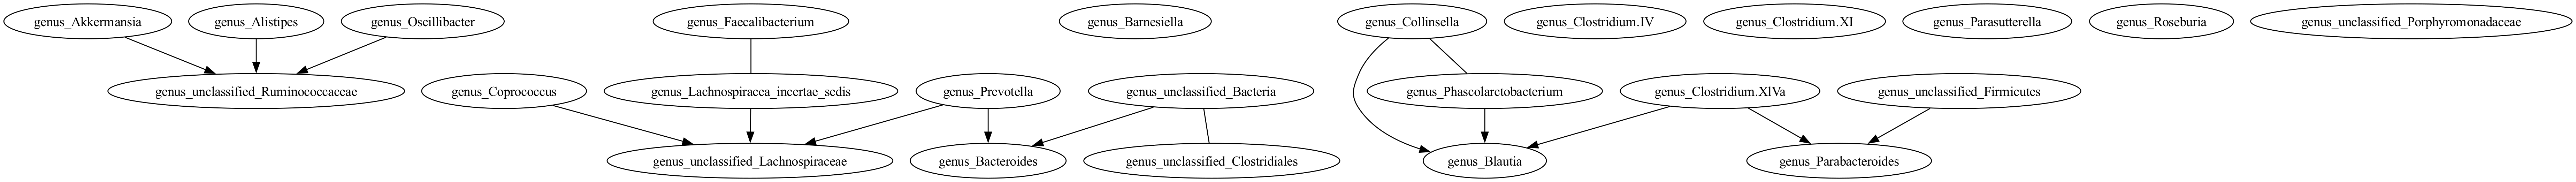 genus_Akkermansia
genus_Alistipes
genus_Oscillibacter
genus_Faecalibacterium
genus_Barnesiella
genus_Collinsella
genus_Clostridium.IV
genus_Clostridium.XI
genus_Parasutterella
genus_Roseburia
genus_unclassified_Porphyromonadaceae
genus_unclassified_Ruminococcaceae
genus_Coprococcus
genus_Lachnospiracea_incertae_sedis
genus_Prevotella
genus_unclassified_Bacteria
genus_Phascolarctobacterium
genus_Clostridium.XlVa
genus_unclassified_Firmicutes
genus_unclassified_Lachnospiraceae
genus_Bacteroides
genus_unclassified_Clostridiales
genus_Blautia
genus_Parabacteroides